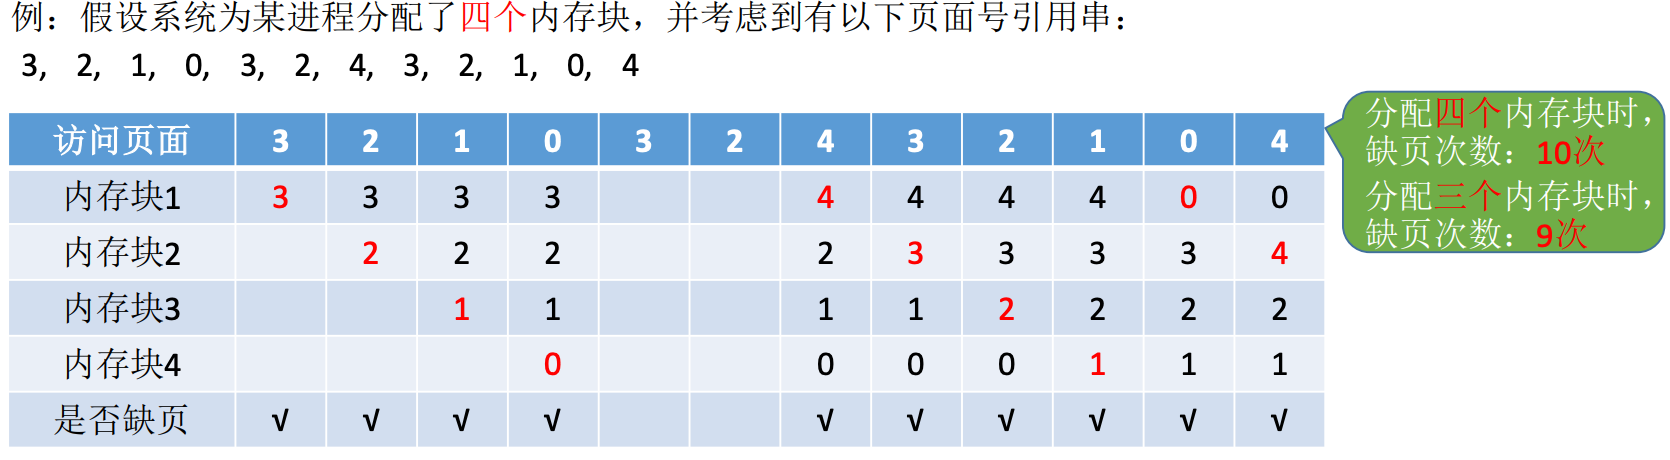 例：假设系统为某进程分配了四个内存块，并考虑到有以下页面号引用串：
3, 2, 1, 0, 3, 2, 4, 3, 2, 1, 0, 4
访问页面 3 2 1 0 3 2 4 3 2 1 0 4
内存块1 3 3 3 3 4 4 4 4 0 0
内存块2 2 2 2 2 3 3 3 3 4
内存块3 1 1 1 1 2 2 2 2
内存块4 0 0 0 0 1 1 1
是否缺页 √ √ √ √ √ √ √ √ √ √
分配四个内存块时，
缺页次数：10次
分配三个内存块时，
缺页次数：9次